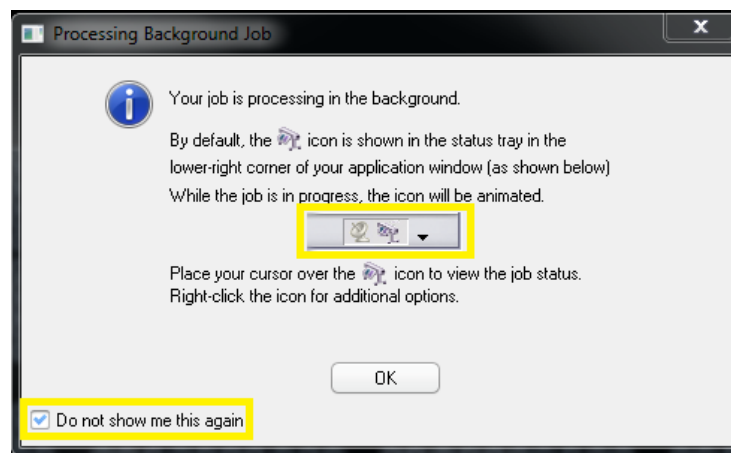 Processing Background Job
x
Your job is processing in the background.
By default, the icon is shown in the status tray in the
lower-right corner of your application window (as shown below)
While the job is in progress, the icon will be animated.
Place your cursor over the icon to view the job status.
Right-click the icon for additional options.
OK
Do not show me this again